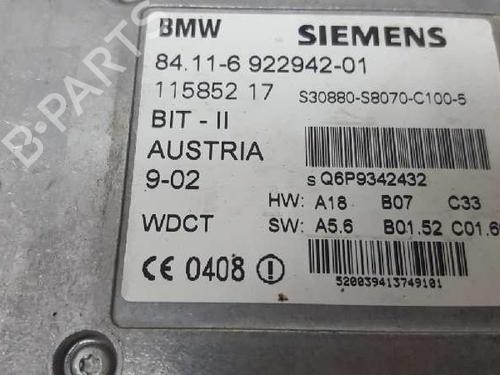 BMW SIEMENS
84.11-6 922942-01
115852 17 S30880-S8070-C100-5
BIT - II
AUSTRIA
9-02 s Q6P9342432
HW: A18 B07 C33
WDCT SW: A5.6 B01.52 C01.6
CE 0408
520039413749101
B-PARTS